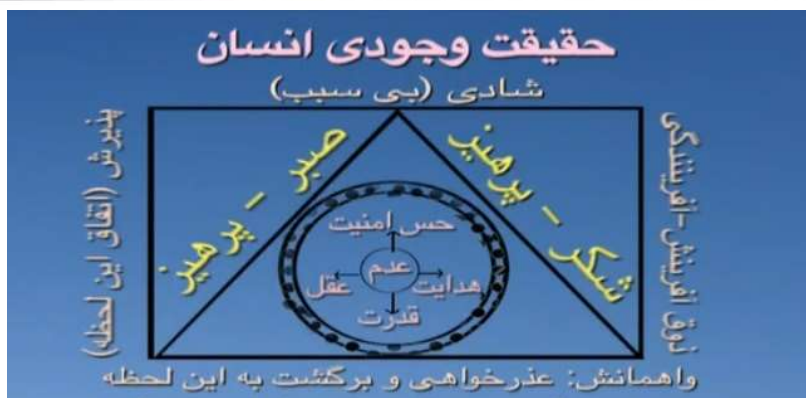 حقیقت وجودی انسان
شادی (بی سبب)
ذوق آفرینش-آفرینندگی
شکر - پرهیز
صبر - پرهیز
پذیرش (اتفاق این لحظه)
حس امنیت
هدایت
عدم
عقل
قدرت
واهمانش: عذرخواهی و برگشت به این لحظه